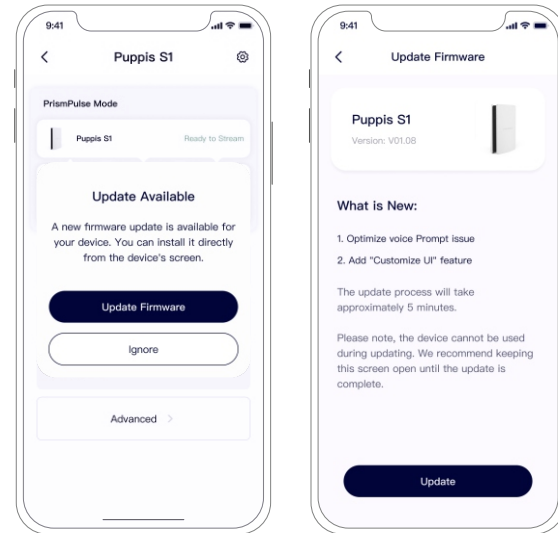 9:41
Puppis S1
PrismPulse Mode
Puppis S1
Ready to Stream
Update Available
A new firmware update is available for
your device. You can install it directly
from the device's screen.
Update Firmware
Ignore
Advanced
9:41
Update Firmware
Puppis S1
Version: V01.08
What is New:
1. Optimize voice Prompt issue
2. Add "Customize UI" feature
The update process will take
approximately 5 minutes.
Please note, the device cannot be used
during updating. We recommend keeping
this screen open until the update is
complete.
Update